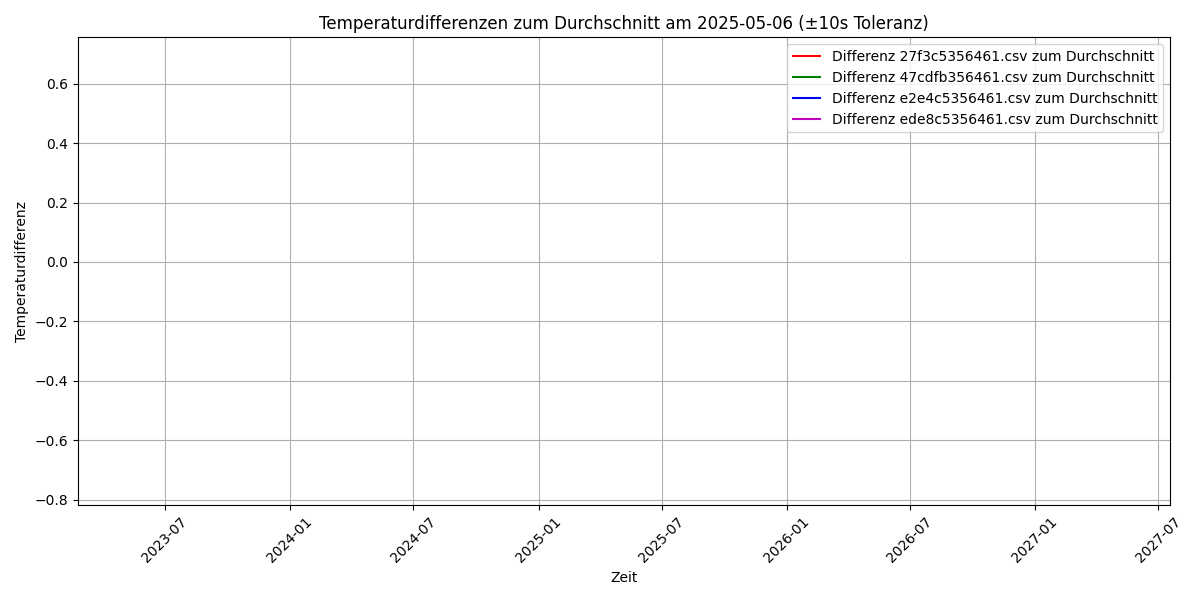 Temperaturdifferenzen zum Durchschnitt am 2025-05-06 (±10s Toleranz)
Differenz 27f3c5356461.csv zum Durchschnitt
Differenz 47cdfb356461.csv zum Durchschnitt
Differenz e2e4c5356461.csv zum Durchschnitt
Differenz ede8c5356461.csv zum Durchschnitt
Temperaturdifferenz
0.6
0.4
0.2
0.0
−0.2
−0.4
−0.6
−0.8
2023-07
2024-01
2024-07
2025-01
2025-07
2026-01
2026-07
2027-01
2027-07
Zeit